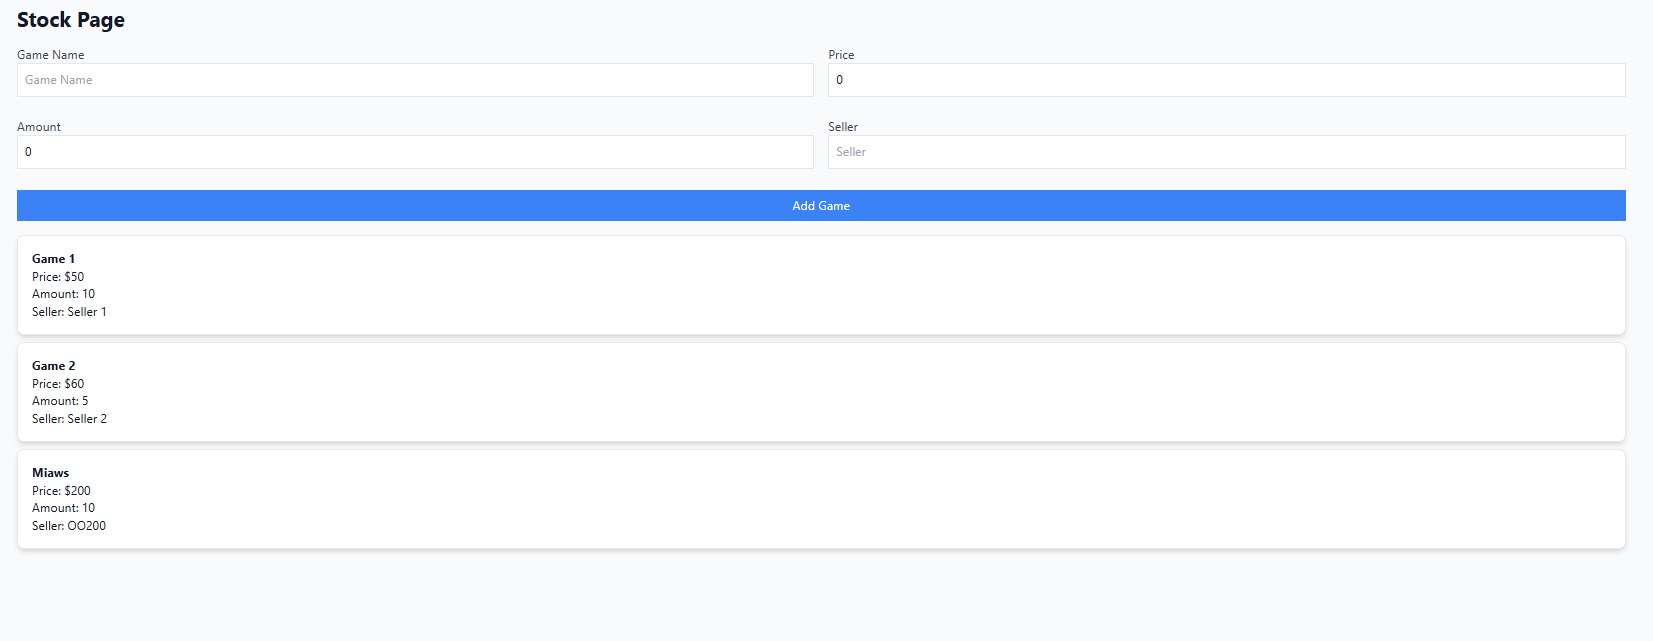 Stock Page
Game Name
Price
Game Name
0
Amount
Seller
0
Seller
Add Game
Game 1
Price: $50
Amount: 10
Seller: Seller 1
Game 2
Price: $60
Amount: 5
Seller: Seller 2
Miaws
Price: $200
Amount: 10
Seller: OO200